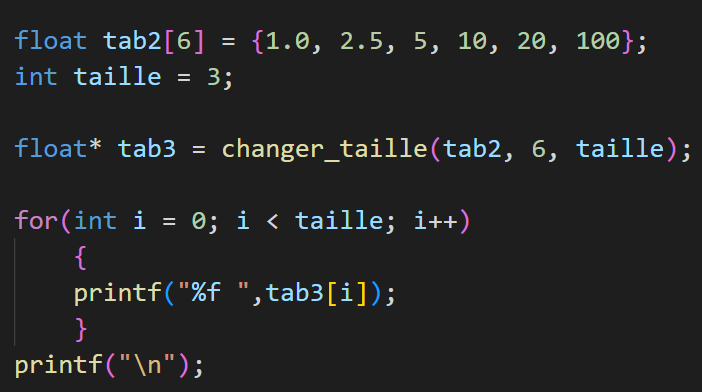 float tab2[6] = {1.0, 2.5, 5, 10, 20, 100};
int taille = 3;
float* tab3 = changer_taille(tab2, 6, taille);
for(int i = 0; i < taille; i++)
{
printf("%f ",tab3[i]);
}
printf("\n");